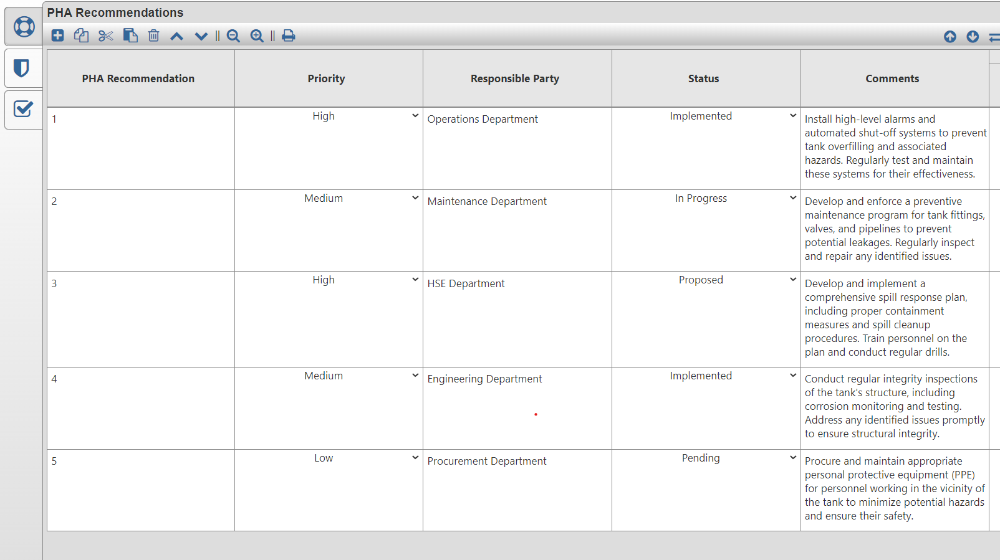 PHA Recommendations
PHA Recommendation
Priority
Responsible Party
Status
Comments
1
High
Operations Department
Implemented
Install high-level alarms and
automated shut-off systems to prevent
tank overfilling and associated
hazards. Regularly test and maintain
these systems for their effectiveness.
2
Medium
Maintenance Department
In Progress
Develop and enforce a preventive
maintenance program for tank fittings,
valves, and pipelines to prevent
potential leakages. Regularly inspect
and repair any identified issues.
3
High
HSE Department
Proposed
Develop and implement a
comprehensive spill response plan,
including proper containment
measures and spill cleanup
procedures. Train personnel on the
plan and conduct regular drills.
4
Medium
Engineering Department
Implemented
Conduct regular integrity inspections
of the tank's structure, including
corrosion monitoring and testing.
Address any identified issues promptly
to ensure structural integrity.
5
Low
Procurement Department
Pending
Procure and maintain appropriate
personal protective equipment (PPE)
for personnel working in the vicinity of
the tank to minimize potential hazards
and ensure their safety.